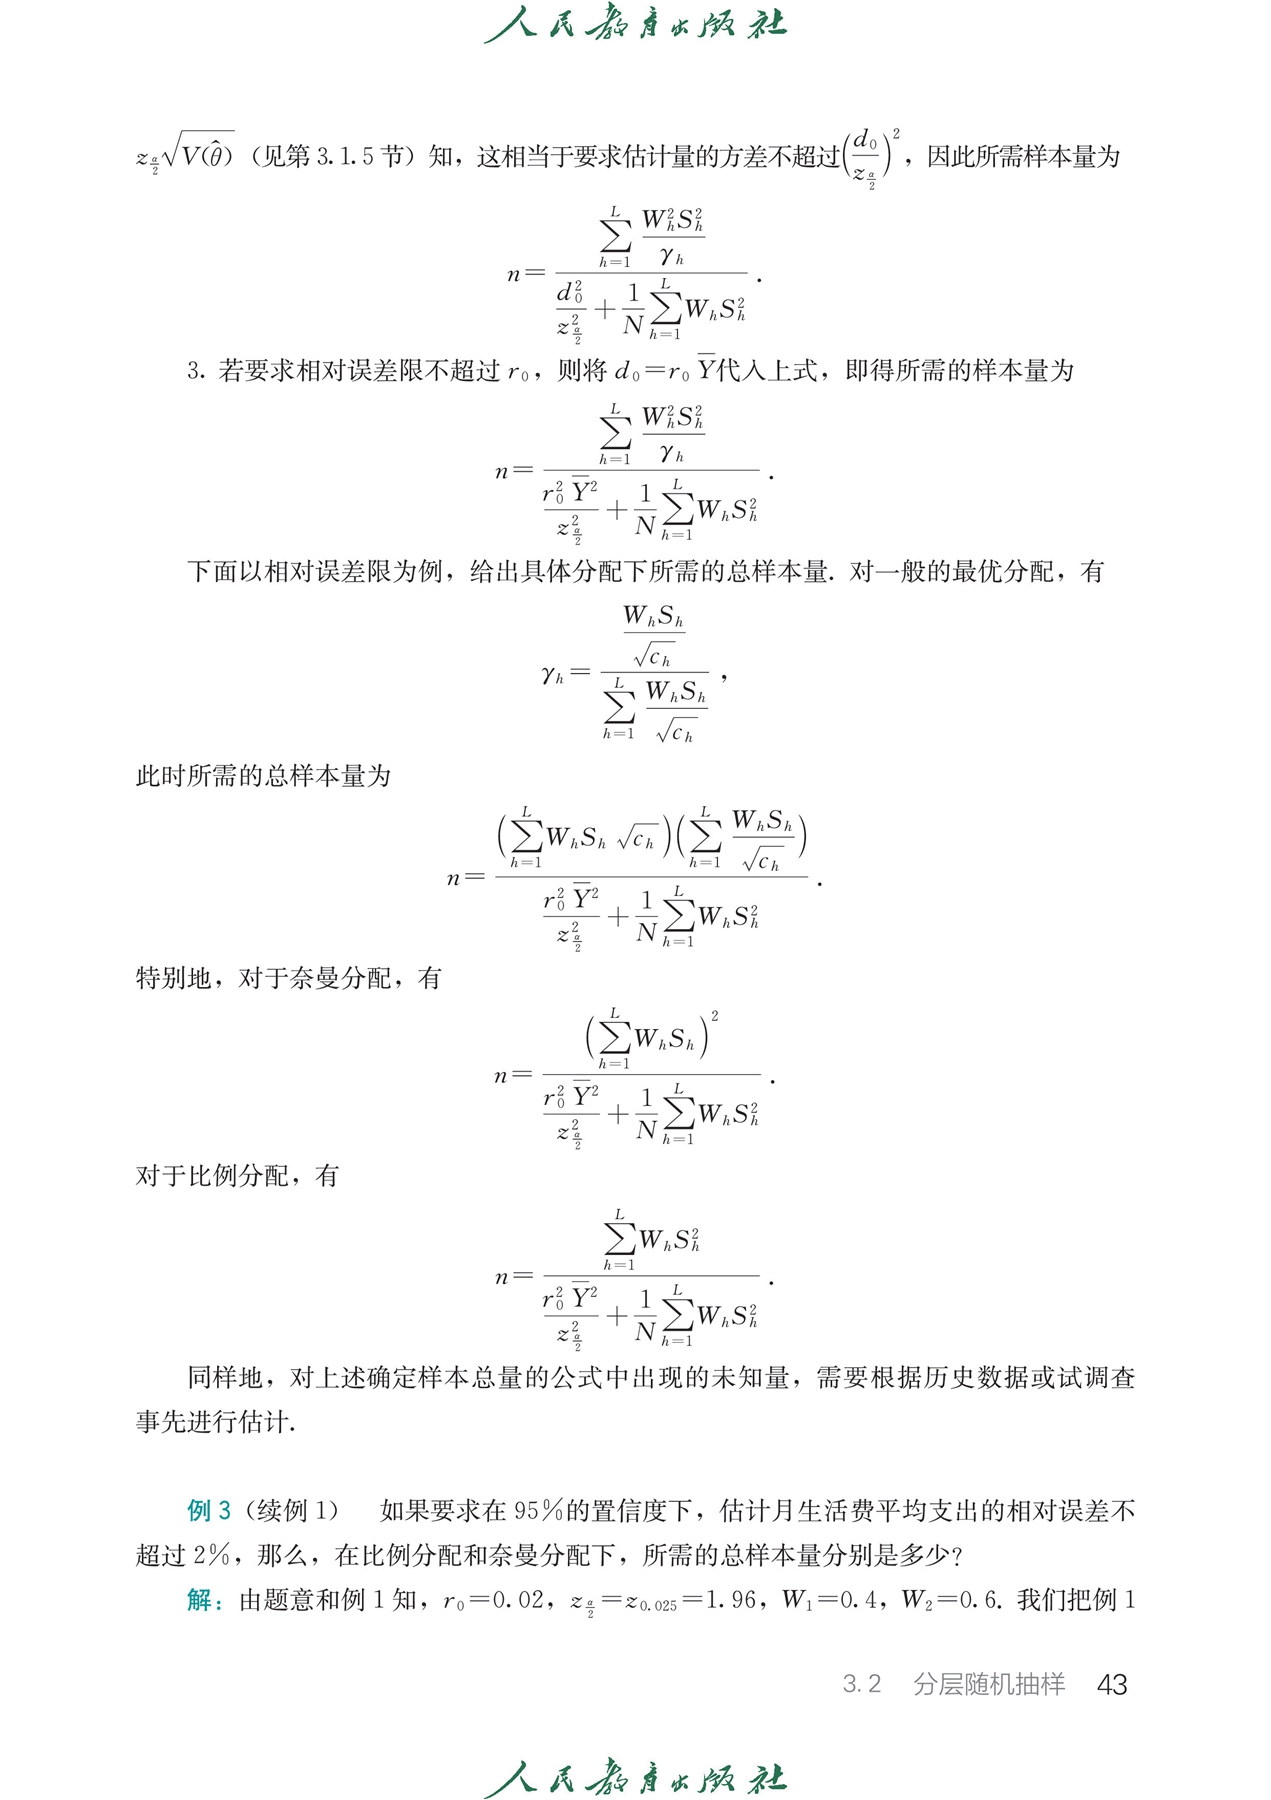 人民教育出版社
$z_{\frac{\alpha}{2}}\sqrt{V(\hat{\theta})}$（见第 3.1.5 节）知，这相当于要求估计量的方差不超过$\left(\frac{d_0}{z_{\frac{\alpha}{2}}}\right)^2$，因此所需样本量为
$n=\frac{\sum_{h=1}^{L}\frac{W_h^2S_h^2}{\gamma_h}}{\frac{d_0^2}{z_{\frac{\alpha}{2}}^2}+\frac{1}{N}\sum_{h=1}^{L}W_hS_h^2}.$
3. 若要求相对误差限不超过 $r_0$，则将 $d_0=r_0\overline{Y}$代入上式，即得所需的样本量为
$n=\frac{\sum_{h=1}^{L}\frac{W_h^2S_h^2}{\gamma_h}}{\frac{r_0^2\overline{Y}^2}{z_{\frac{\alpha}{2}}^2}+\frac{1}{N}\sum_{h=1}^{L}W_hS_h^2}.$
下面以相对误差限为例，给出具体分配下所需的总样本量. 对一般的最优分配，有
$\gamma_h=\frac{\frac{W_hS_h}{\sqrt{c_h}}}{\sum_{h=1}^{L}\frac{W_hS_h}{\sqrt{c_h}}},$
此时所需的总样本量为
$n=\frac{\left(\sum_{h=1}^{L}W_hS_h\sqrt{c_h}\right)\left(\sum_{h=1}^{L}\frac{W_hS_h}{\sqrt{c_h}}\right)}{\frac{r_0^2\overline{Y}^2}{z_{\frac{\alpha}{2}}^2}+\frac{1}{N}\sum_{h=1}^{L}W_hS_h^2}.$
特别地，对于奈曼分配，有
$n=\frac{\left(\sum_{h=1}^{L}W_hS_h\right)^2}{\frac{r_0^2\overline{Y}^2}{z_{\frac{\alpha}{2}}^2}+\frac{1}{N}\sum_{h=1}^{L}W_hS_h^2}.$
对于比例分配，有
$n=\frac{\sum_{h=1}^{L}W_hS_h^2}{\frac{r_0^2\overline{Y}^2}{z_{\frac{\alpha}{2}}^2}+\frac{1}{N}\sum_{h=1}^{L}W_hS_h^2}.$
同样地，对上述确定样本总量的公式中出现的未知量，需要根据历史数据或试调查
事先进行估计.
例 3（续例 1） 如果要求在 95%的置信度下，估计月生活费平均支出的相对误差不
超过 2%，那么，在比例分配和奈曼分配下，所需的总样本量分别是多少？
解：由题意和例 1 知，$r_0=0.02$，$z_{\frac{\alpha}{2}}=z_{0.025}=1.96$，$W_1=0.4$，$W_2=0.6$. 我们把例 1
3.2 分层随机抽样 43
人民教育出版社